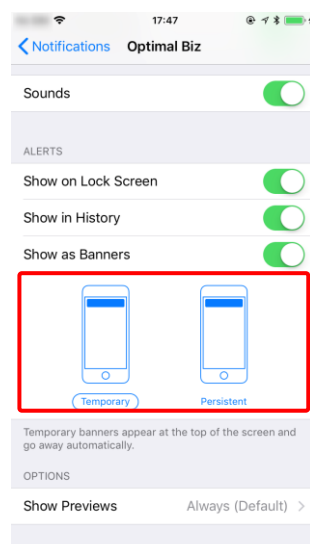 17:47
Notifications Optimal Biz
Sounds
ALERTS
Show on Lock Screen
Show in History
Show as Banners
Temporary Persistent
Temporary banners appear at the top of the screen and
go away automatically.
OPTIONS
Show Previews Always (Default)